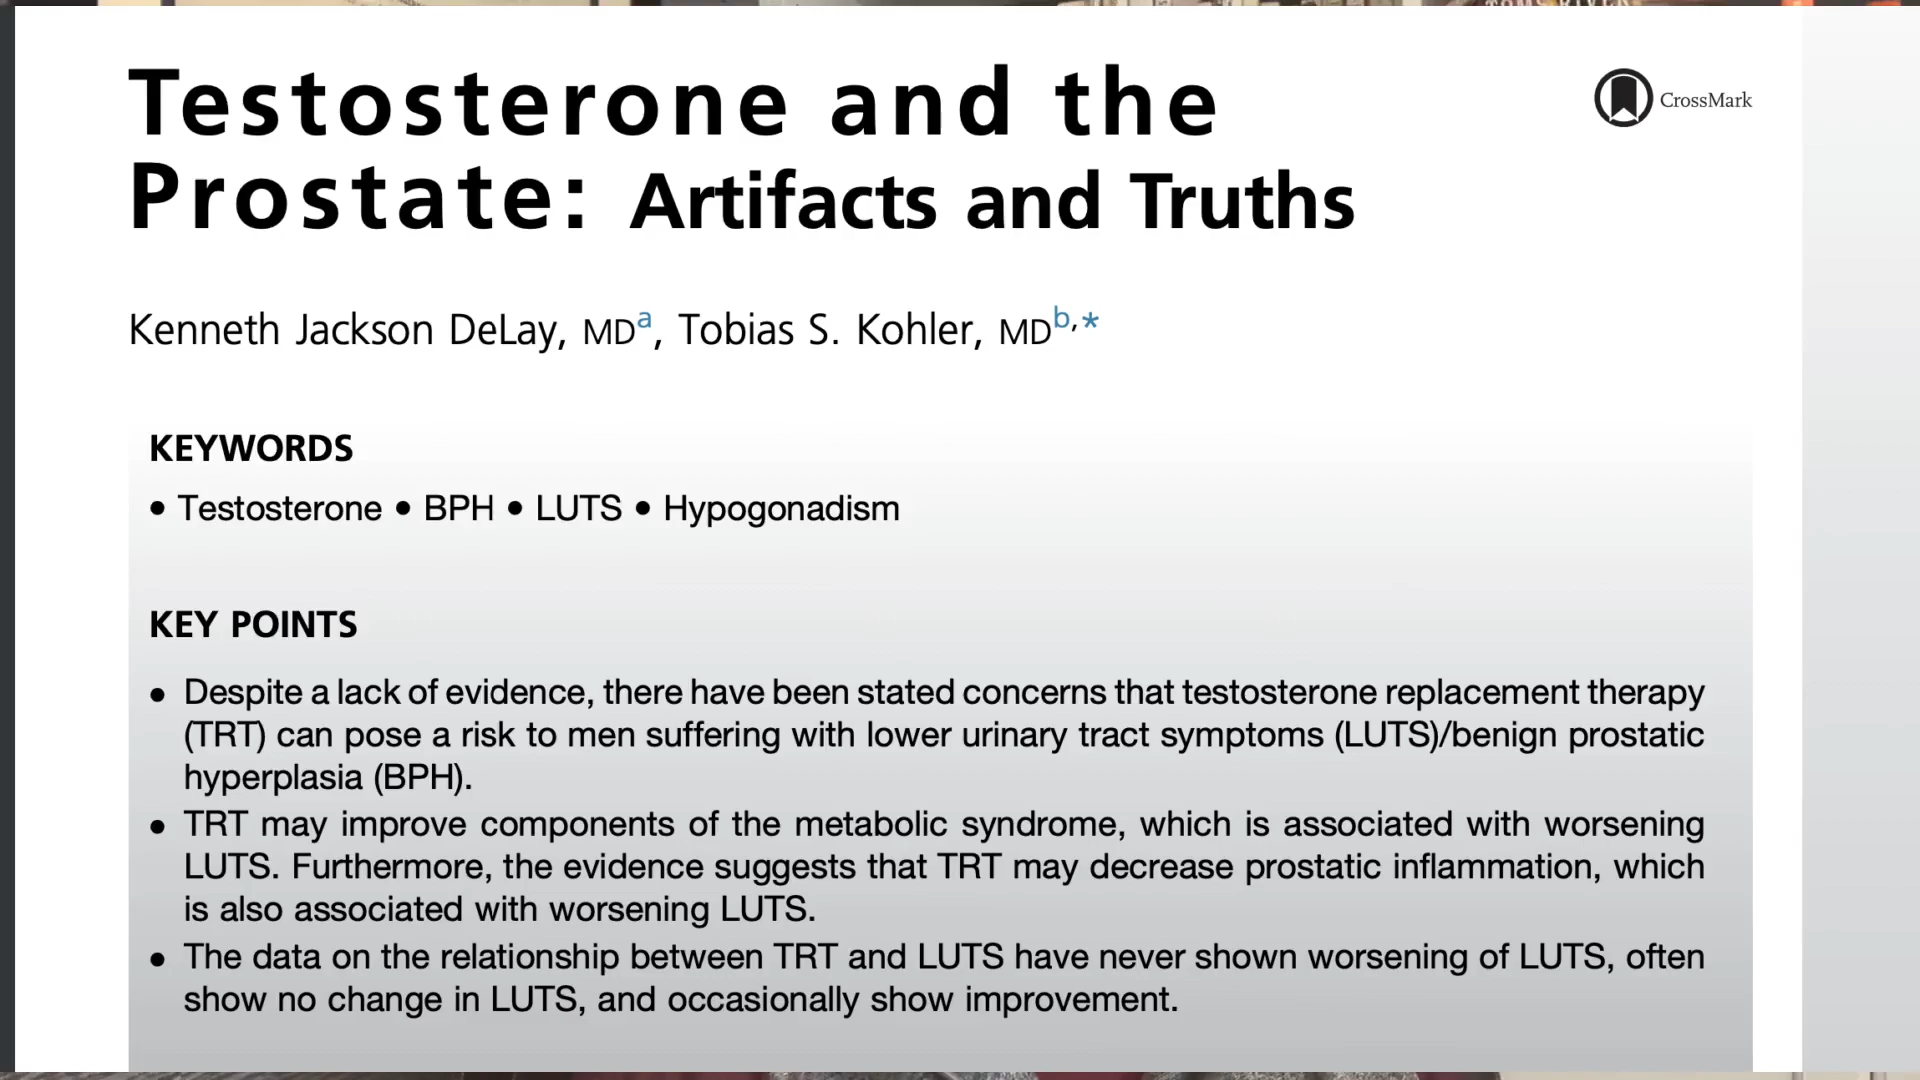 Testosterone and the
Prostate: Artifacts and Truths
CrossMark
Kenneth Jackson DeLay, MDa, Tobias S. Kohler, MDb,*
KEYWORDS
• Testosterone • BPH • LUTS • Hypogonadism
KEY POINTS
• Despite a lack of evidence, there have been stated concerns that testosterone replacement therapy
(TRT) can pose a risk to men suffering with lower urinary tract symptoms (LUTS)/benign prostatic
hyperplasia (BPH).
• TRT may improve components of the metabolic syndrome, which is associated with worsening
LUTS. Furthermore, the evidence suggests that TRT may decrease prostatic inflammation, which
is also associated with worsening LUTS.
• The data on the relationship between TRT and LUTS have never shown worsening of LUTS, often
show no change in LUTS, and occasionally show improvement.